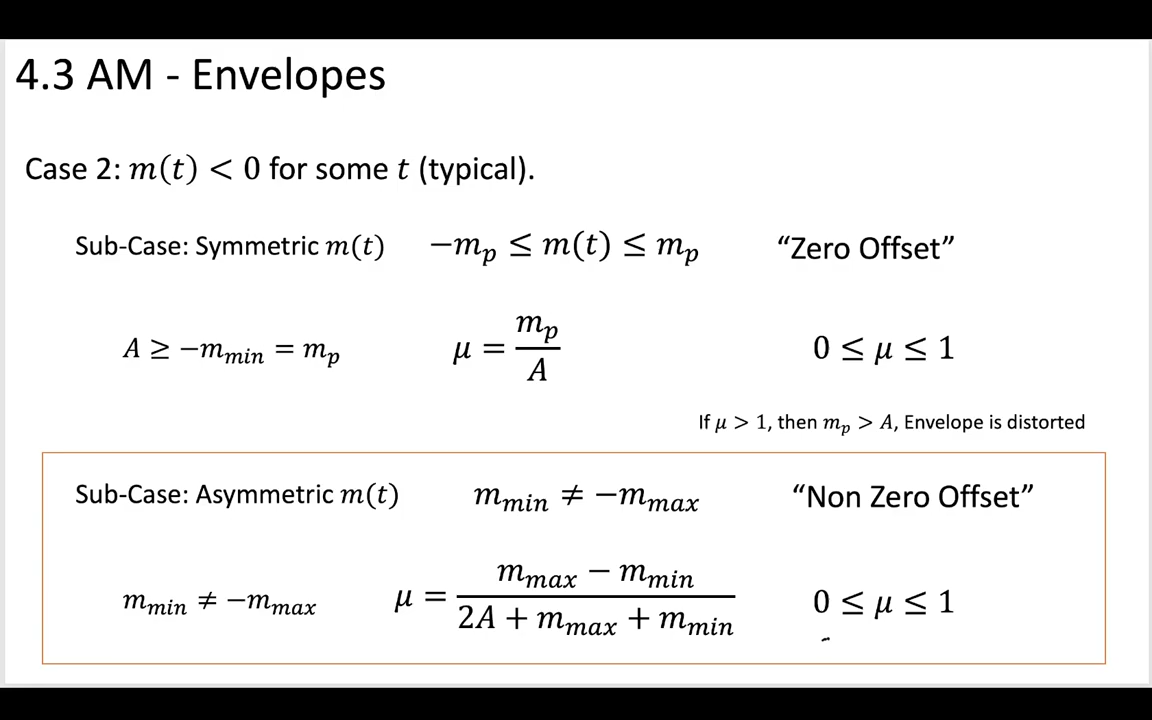 4.3 AM - Envelopes
Case 2: m(t) < 0 for some t (typical).
Sub-Case: Symmetric m(t) −m_p ≤ m(t) ≤ m_p “Zero Offset”
A ≥ −m_min = m_p μ = m_p / A 0 ≤ μ ≤ 1
If μ > 1, then m_p > A, Envelope is distorted
Sub-Case: Asymmetric m(t) m_min ≠ −m_max “Non Zero Offset”
m_min ≠ −m_max μ = (m_max − m_min) / (2A + m_max + m_min) 0 ≤ μ ≤ 1